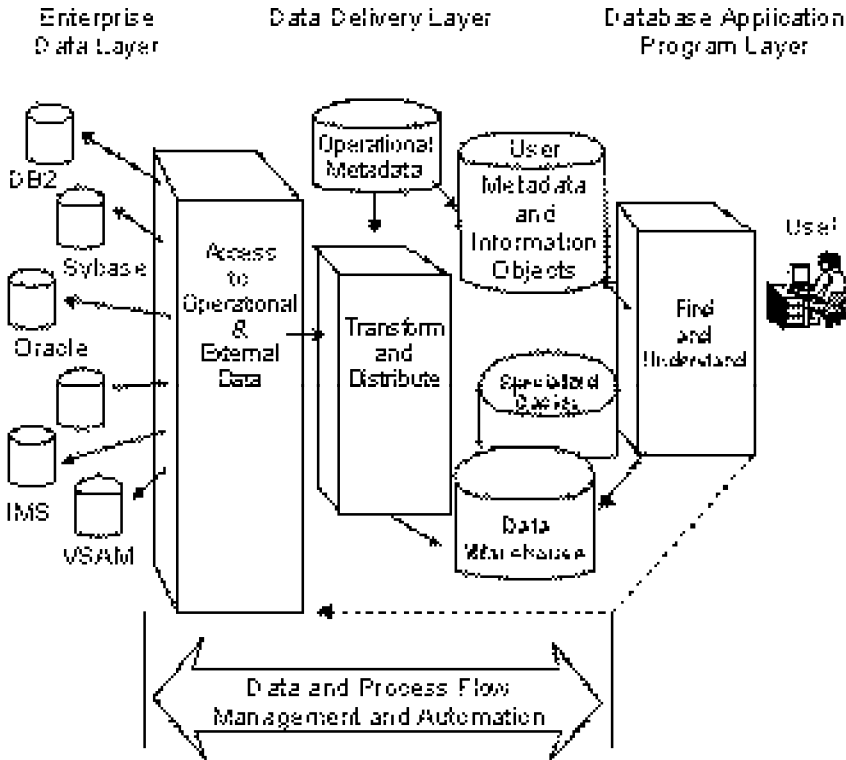 Enterprise
Data Layer
Data Delivery Layer
Database Application
Program Layer
DB2
Sybase
Oracle
IMS
VSAM
Access
to
Operational
&
External
Data
Operational
Metadata
Transform
and
Distribute
User
Metadata
and
Information
Objects
Specialized
Data
Warehouse
Find
and
Understand
User
Data and Process Flow
Management and Automation